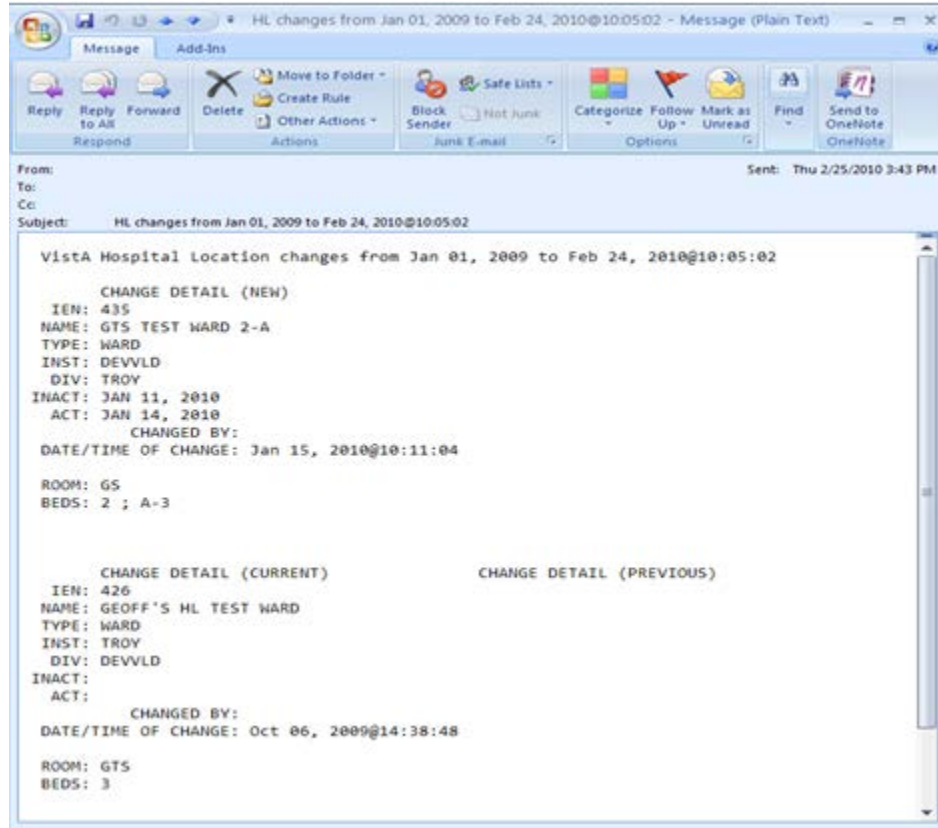 HL changes from Jan 01, 2009 to Feb 24, 2010@10:05:02 - Message (Plain Text)
Message Add-Ins
Reply
Reply to All
Forward
Respond
Delete
Move to Folder
Create Rule
Other Actions
Actions
Block Sender
Safe Lists
Not Junk
Junk E-mail
Categorize
Follow Up
Mark as Unread
Options
Find
Send to OneNote
OneNote
From:
Sent: Thu 2/25/2010 3:43 PM
To:
Cc:
Subject: HL changes from Jan 01, 2009 to Feb 24, 2010@10:05:02
VistA Hospital Location changes from Jan 01, 2009 to Feb 24, 2010@10:05:02
CHANGE DETAIL (NEW)
IEN: 435
NAME: GTS TEST WARD 2-A
TYPE: WARD
INST: DEVVLD
DIV: TROY
INACT: JAN 11, 2010
ACT: JAN 14, 2010
CHANGED BY:
DATE/TIME OF CHANGE: Jan 15, 2010@10:11:04
ROOM: GS
BEDS: 2 ; A-3
CHANGE DETAIL (CURRENT) CHANGE DETAIL (PREVIOUS)
IEN: 426
NAME: GEOFF'S HL TEST WARD
TYPE: WARD
INST: TROY
DIV: DEVVLD
INACT:
ACT:
CHANGED BY:
DATE/TIME OF CHANGE: Oct 06, 2009@14:38:48
ROOM: GTS
BEDS: 3